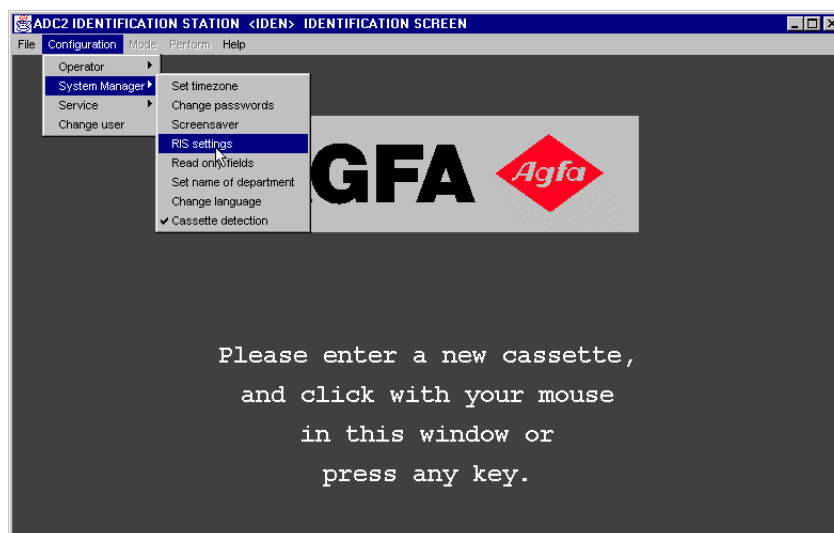 ADC2 IDENTIFICATION STATION <IDEN> IDENTIFICATION SCREEN
File Configuration Mode Perform Help
Operator
System Manager
Service
Change user
Set timezone
Change passwords
Screensaver
RIS settings
Read only fields
Set name of department
Change language
Cassette detection
GFA
Agfa
Please enter a new cassette,
and click with your mouse
in this window or
press any key.